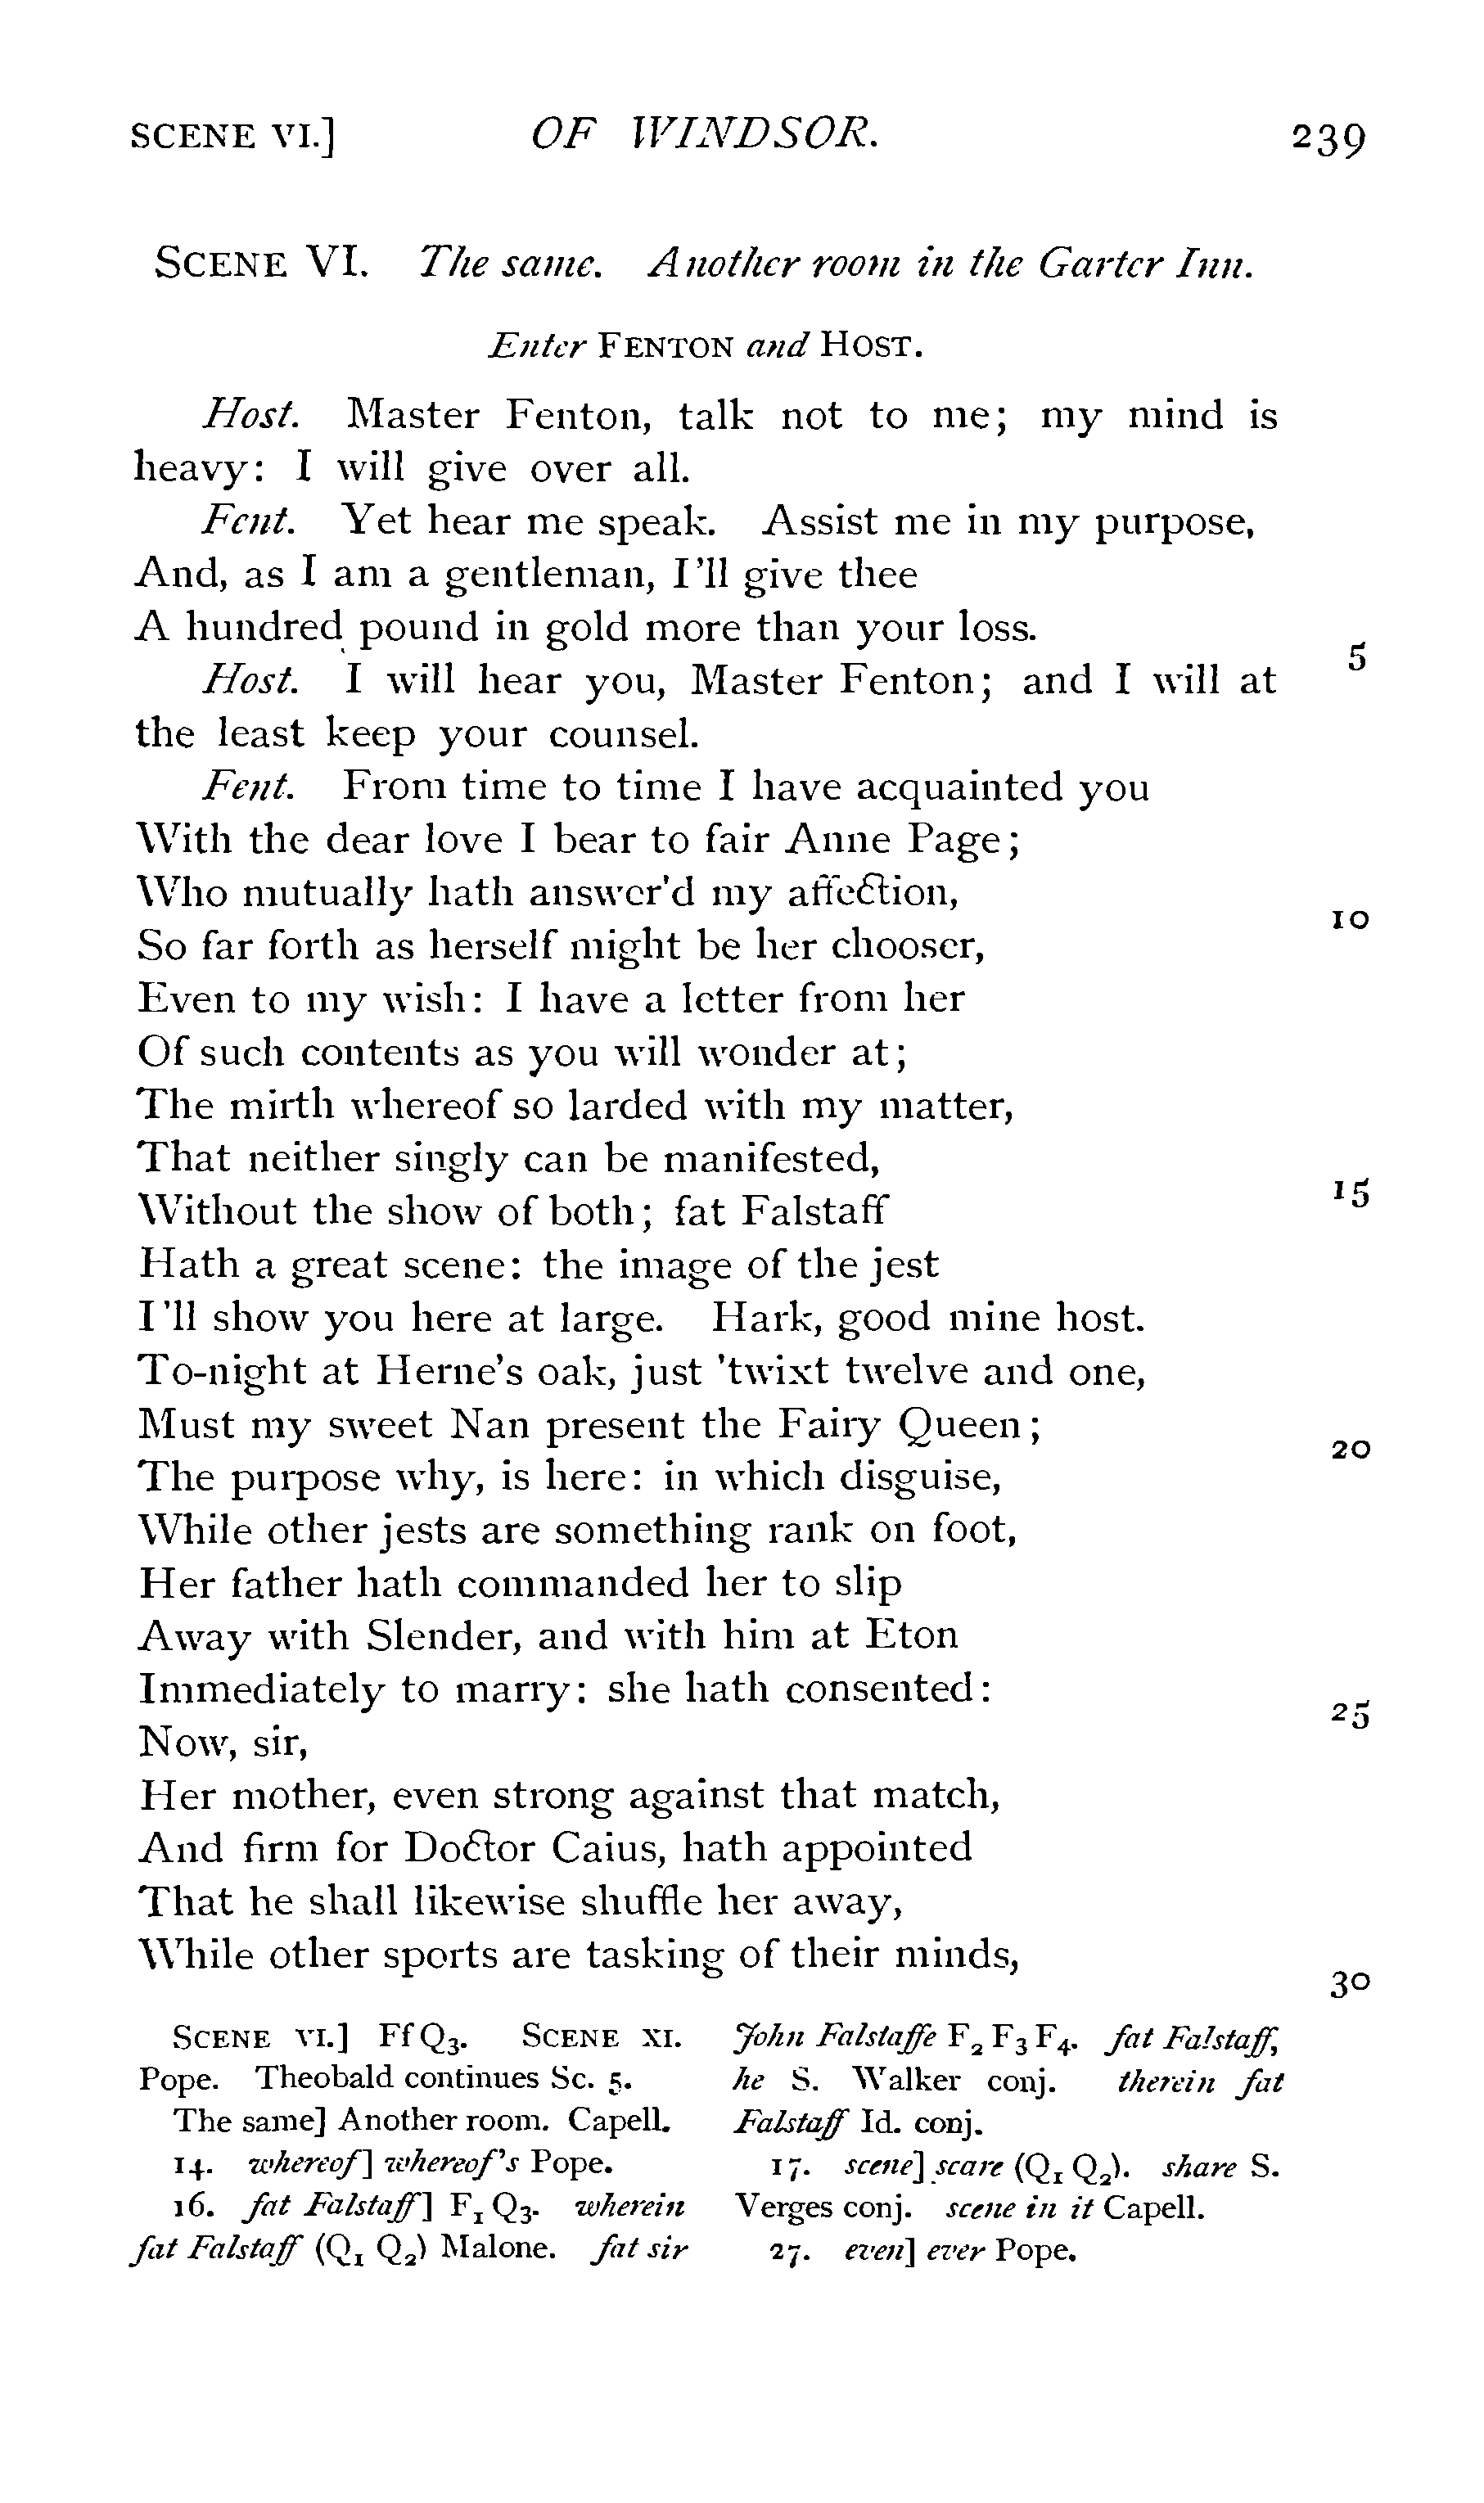 SCENE VI.] OF WINDSOR. 239
SCENE VI. The same. Another room in the Garter Inn.
Enter FENTON and HOST.
Host. Master Fenton, talk not to me; my mind is
heavy: I will give over all.
Fent. Yet hear me speak. Assist me in my purpose,
And, as I am a gentleman, I'll give thee
A hundred pound in gold more than your loss. 5
Host. I will hear you, Master Fenton; and I will at
the least keep your counsel.
Fent. From time to time I have acquainted you
With the dear love I bear to fair Anne Page;
Who mutually hath answer'd my affection, 10
So far forth as herself might be her chooser,
Even to my wish: I have a letter from her
Of such contents as you will wonder at;
The mirth whereof so larded with my matter,
That neither singly can be manifested, 15
Without the show of both; fat Falstaff
Hath a great scene: the image of the jest
I'll show you here at large. Hark, good mine host.
To-night at Herne's oak, just 'twixt twelve and one,
Must my sweet Nan present the Fairy Queen; 20
The purpose why, is here: in which disguise,
While other jests are something rank on foot,
Her father hath commanded her to slip
Away with Slender, and with him at Eton
Immediately to marry: she hath consented: 25
Now, sir,
Her mother, even strong against that match,
And firm for Doctor Caius, hath appointed
That he shall likewise shuffle her away,
While other sports are tasking of their minds, 30
SCENE VI.] Ff Q3. SCENE XI.
Pope. Theobald continues Sc. 5.
The same] Another room. Capell.
14. whereof] whereof's Pope.
16. fat Falstaff] F1 Q3. wherein
fat Falstaff (Q1 Q2) Malone. fat sir
John Falstaffe F2 F3 F4. fat Falstaff,
he S. Walker conj. therein fat
Falstaff Id. conj.
17. scene] scare (Q1 Q2). share S.
Verges conj. scene in it Capell.
27. even] ever Pope.